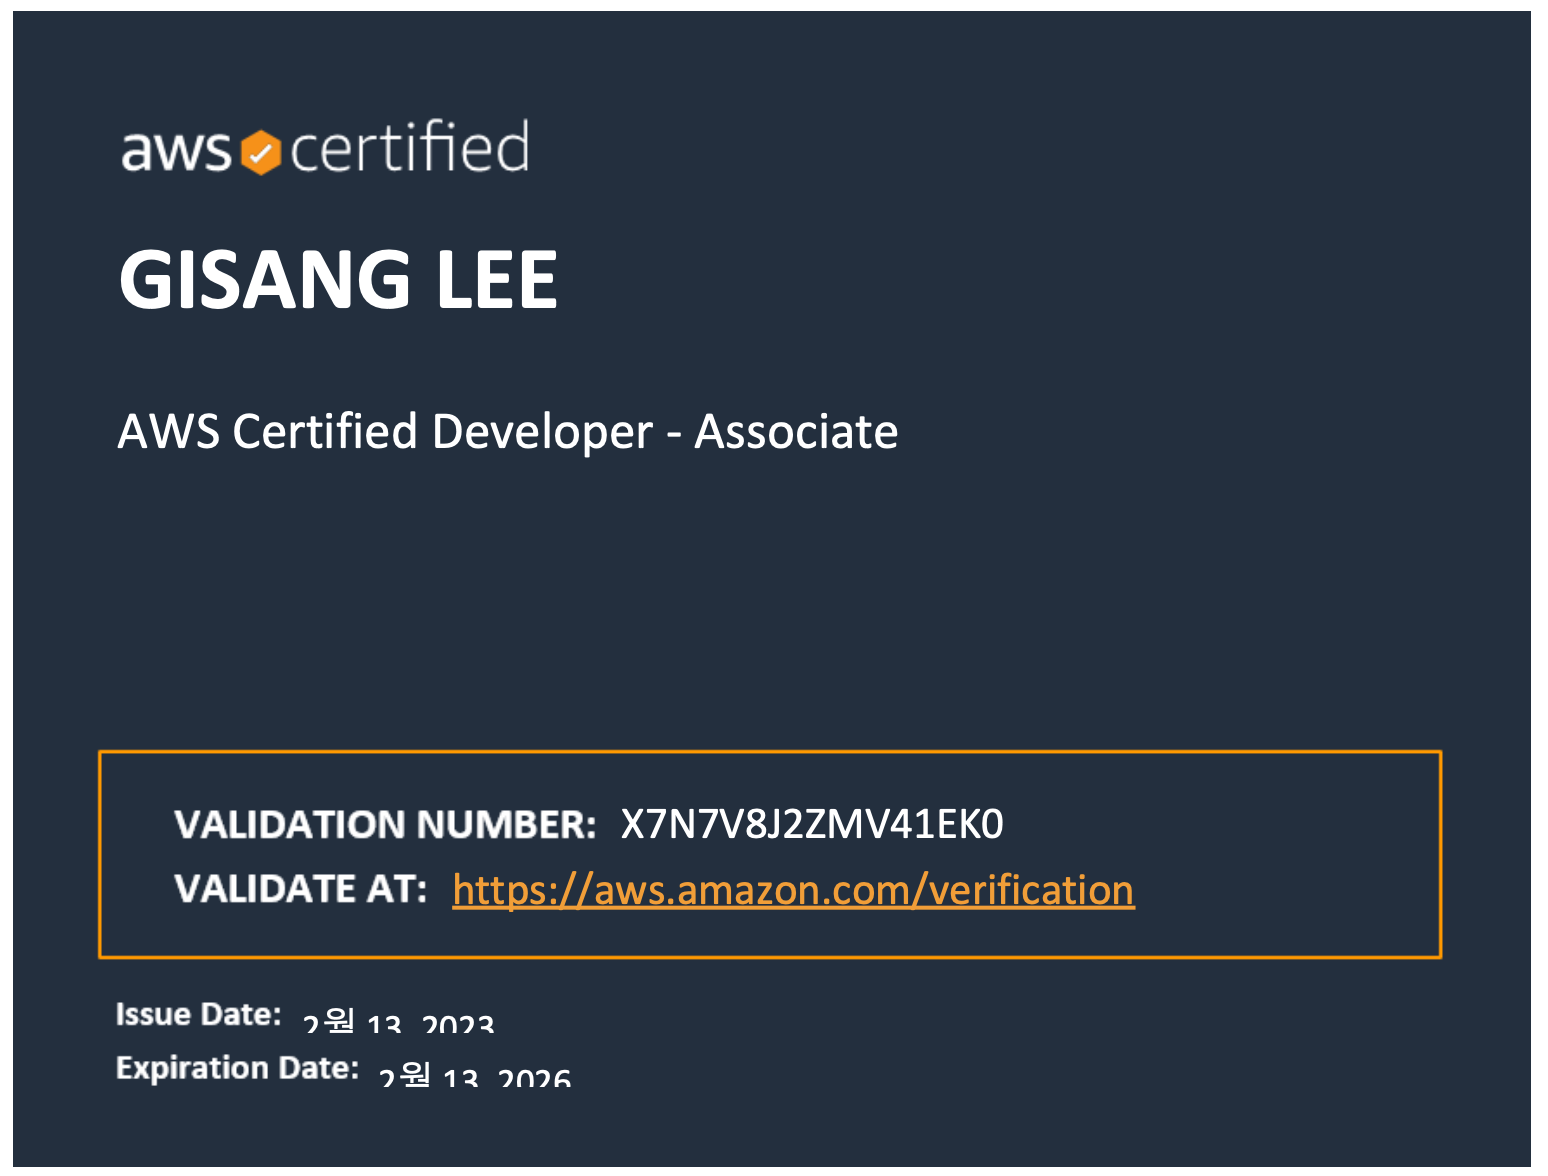 aws certified
GISANG LEE
AWS Certified Developer - Associate
VALIDATION NUMBER: X7N7V8J2ZMV41EK0
VALIDATE AT: https://aws.amazon.com/verification
Issue Date: 2월 13, 2023
Expiration Date: 2월 13, 2026